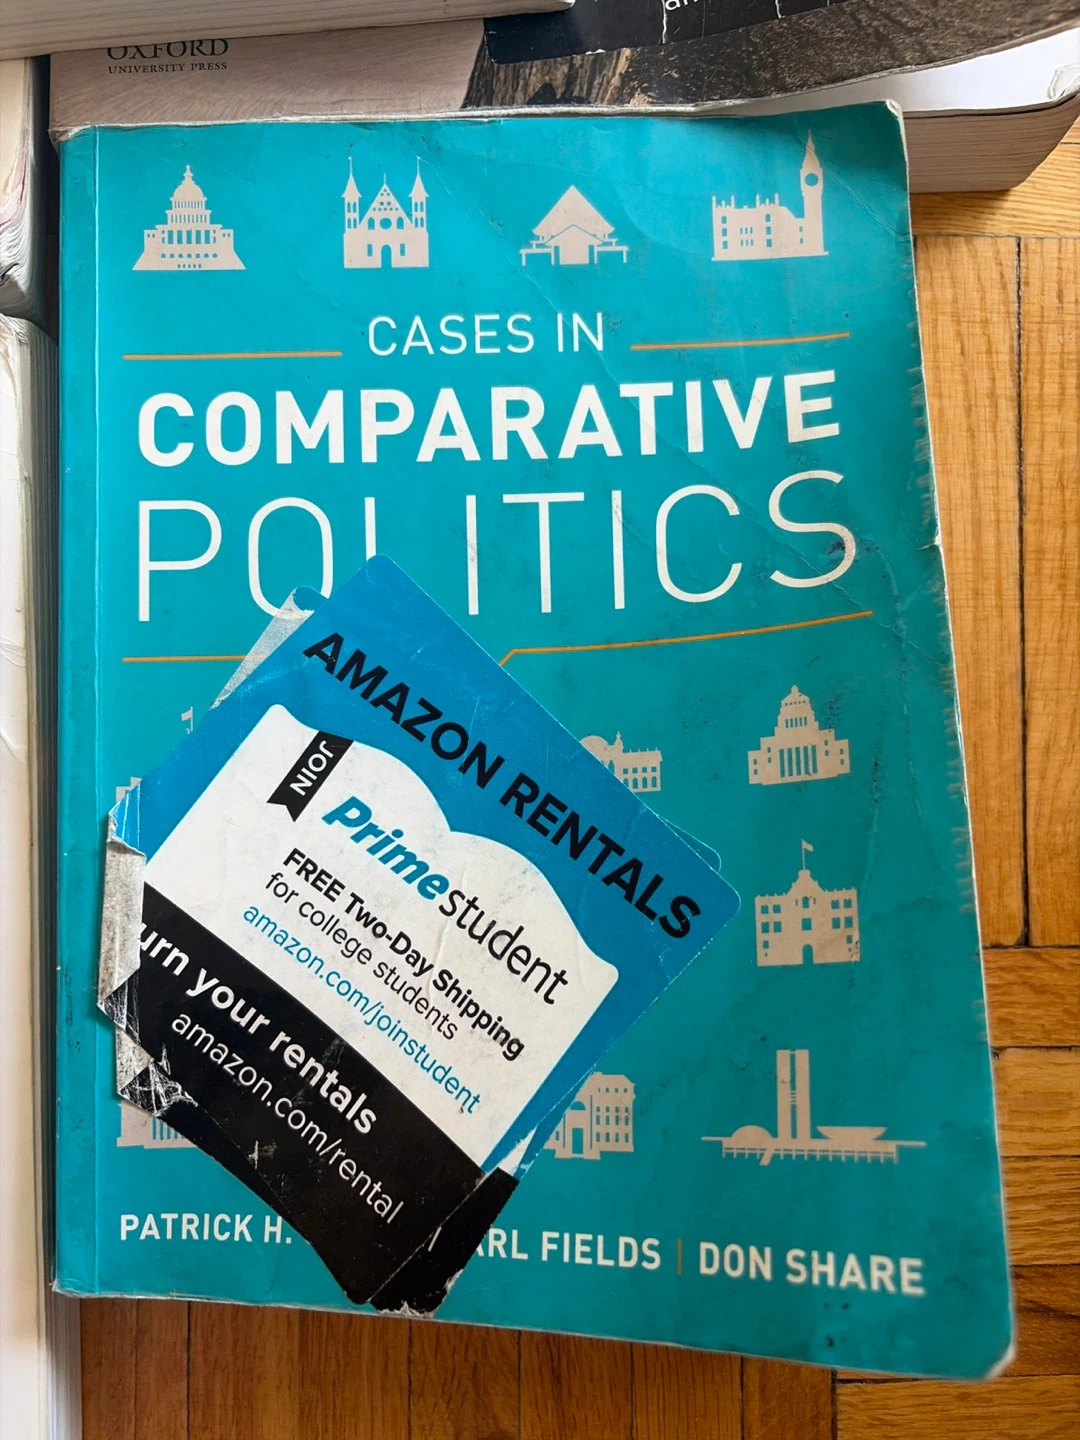 OXFORD
UNIVERSITY PRESS
CASES IN
COMPARATIVE
POLITICS
AMAZON RENTALS
JOIN
Prime student
FREE Two-Day Shipping
for college students
amazon.com/joinstudent
urn your rentals
amazon.com/rental
PATRICK H. | ARL FIELDS | DON SHARE